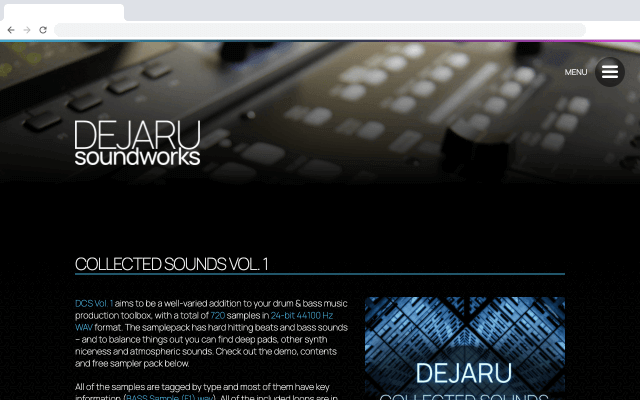 MENU
DEJARU
soundworks
COLLECTED SOUNDS VOL. 1
DCS Vol. 1 aims to be a well-varied addition to your drum & bass music
production toolbox, with a total of 720 samples in 24-bit 44100 Hz
WAV format. The samplepack has hard hitting beats and bass sounds
– and to balance things out you can find deep pads, other synth
niceness and atmospheric sounds. Check out the demo, contents
and free sampler pack below.
All of the samples are tagged by type and most of them have key
information (BASS Sample (F).wav). All of the included loops are in
DEJARU
COLLECTED SOUNDS